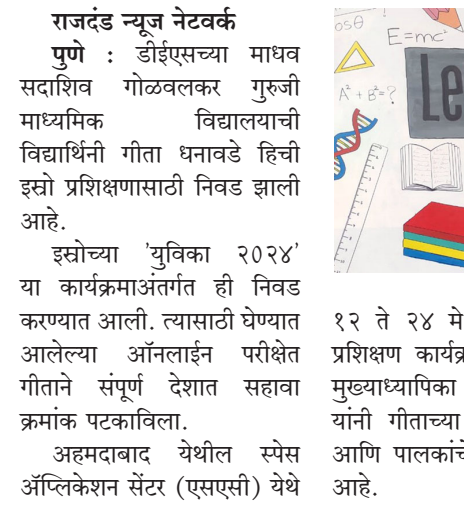 राजदंड न्यूज नेटवर्क
पुणे : डीईएसच्या माधव
सदाशिव गोळवलकर गुरुजी
माध्यमिक विद्यालयाची
विद्यार्थिनी गीता धनावडे हिची
इस्रो प्रशिक्षणासाठी निवड झाली
आहे.
इस्रोच्या 'युविका २०२४'
या कार्यक्रमाअंतर्गत ही निवड
करण्यात आली. त्यासाठी घेण्यात
आलेल्या ऑनलाईन परीक्षेत
गीताने संपूर्ण देशात सहावा
क्रमांक पटकाविला.
अहमदाबाद येथील स्पेस
ॲप्लिकेशन सेंटर (एसएसी) येथे
osθ
E=mc²
A² + B²=?
Le
१२ ते २४ मे
प्रशिक्षण
मुख्याध्यापिका
यांनी गीताच्या
आणि
आहे.